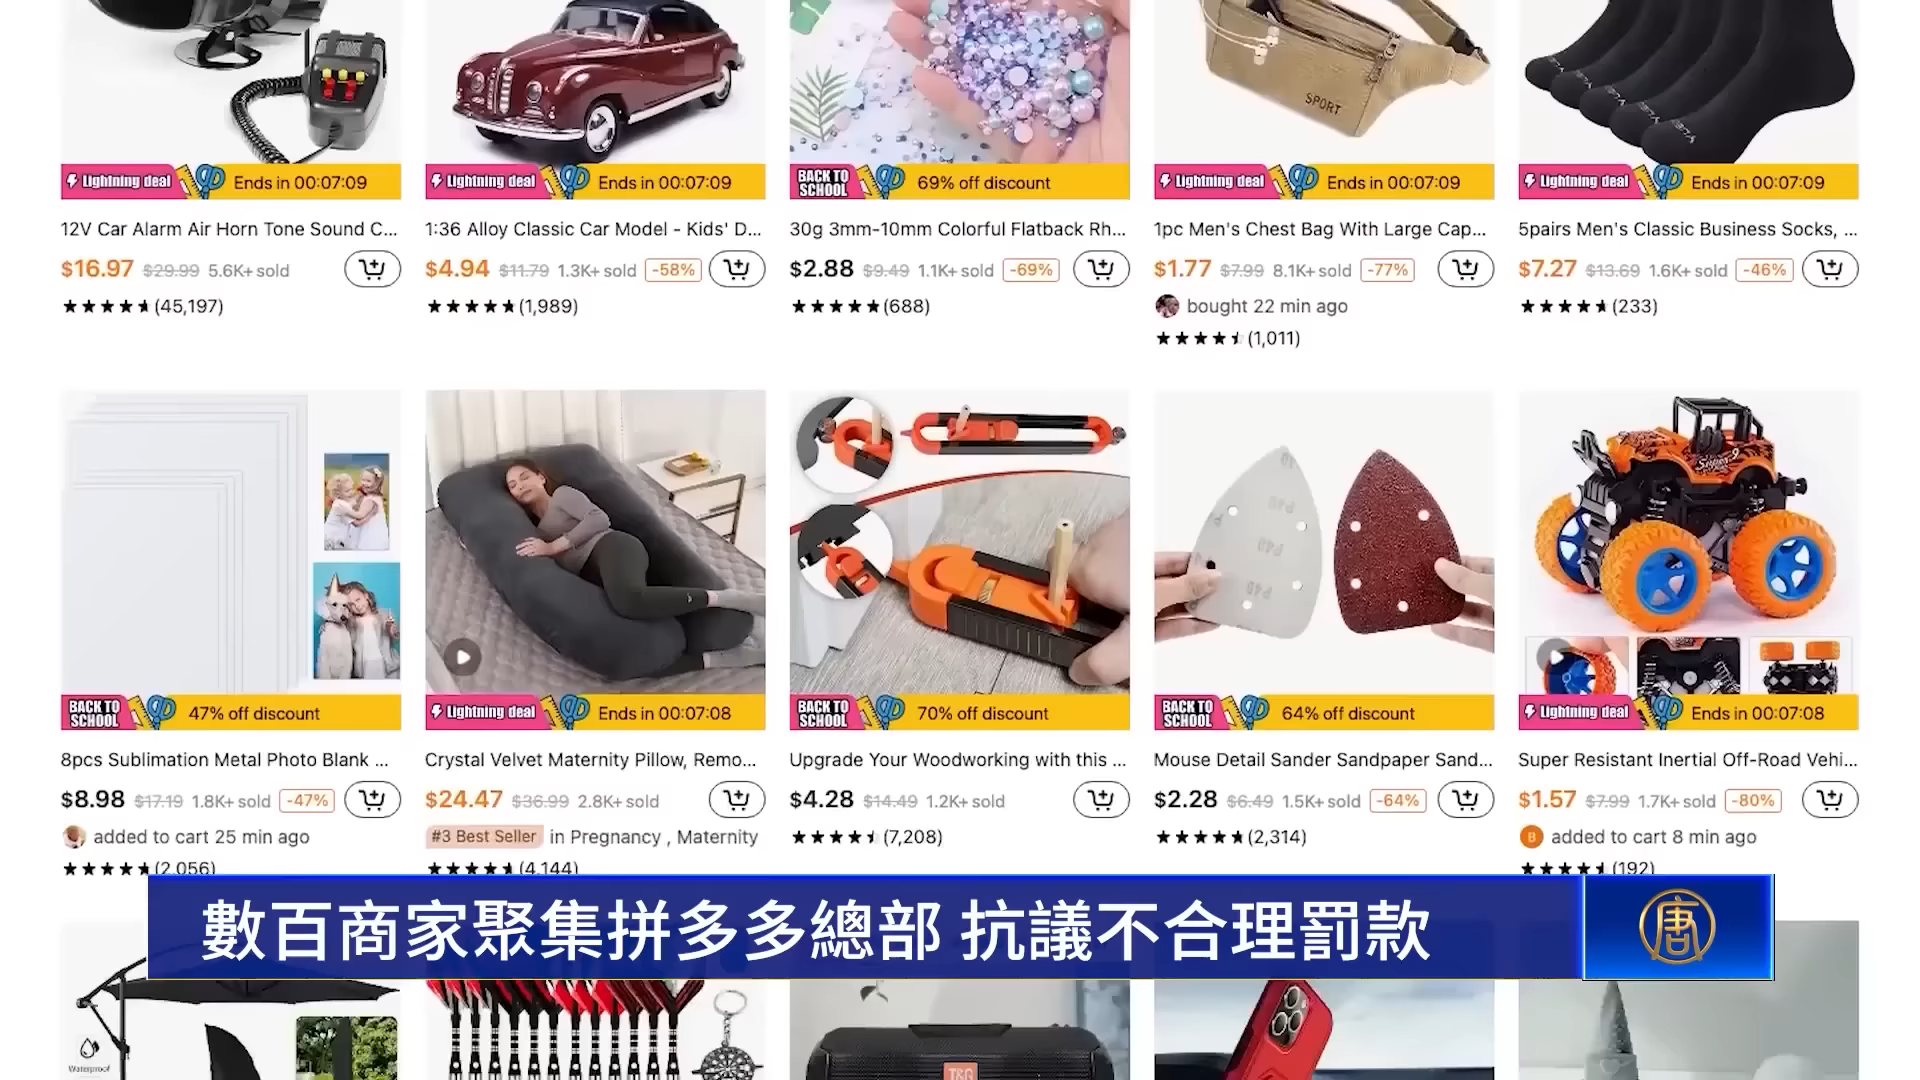 SPORT
Lightning deal Ends in 00:07:09
Lightning deal Ends in 00:07:09
BACK TO SCHOOL 69% off discount
Lightning deal Ends in 00:07:09
Lightning deal Ends in 00:07:09
12V Car Alarm Air Horn Tone Sound C...
1:36 Alloy Classic Car Model - Kids' D...
30g 3mm-10mm Colorful Flatback Rh...
1pc Men's Chest Bag With Large Cap...
5pairs Men's Classic Business Socks, ...
$16.97 $29.99 5.6K+ sold
$4.94 $11.79 1.3K+ sold -58%
$2.88 $9.49 1.1K+ sold -69%
$1.77 $7.99 8.1K+ sold -77%
$7.27 $13.69 1.6K+ sold -46%
(45,197)
(1,989)
(688)
bought 22 min ago
(233)
(1,011)
P40
P40
P40
BACK TO SCHOOL 47% off discount
Lightning deal Ends in 00:07:08
BACK TO SCHOOL 70% off discount
BACK TO SCHOOL 64% off discount
Lightning deal Ends in 00:07:08
8pcs Sublimation Metal Photo Blank ...
Crystal Velvet Maternity Pillow, Remo...
Upgrade Your Woodworking with this ...
Mouse Detail Sander Sandpaper Sand...
Super Resistant Inertial Off-Road Vehi...
$8.98 $17.19 1.8K+ sold -47%
$24.47 $36.99 2.8K+ sold
$4.28 $14.49 1.2K+ sold
$2.28 $6.49 1.5K+ sold -64%
$1.57 $7.99 1.7K+ sold -80%
added to cart 25 min ago
#3 Best Seller in Pregnancy , Maternity
(7,208)
(2,314)
B added to cart 8 min ago
(2,056)
(4,144)
(192)
數百商家聚集拼多多總部 抗議不合理罰款
唐
Waterproof
T&G